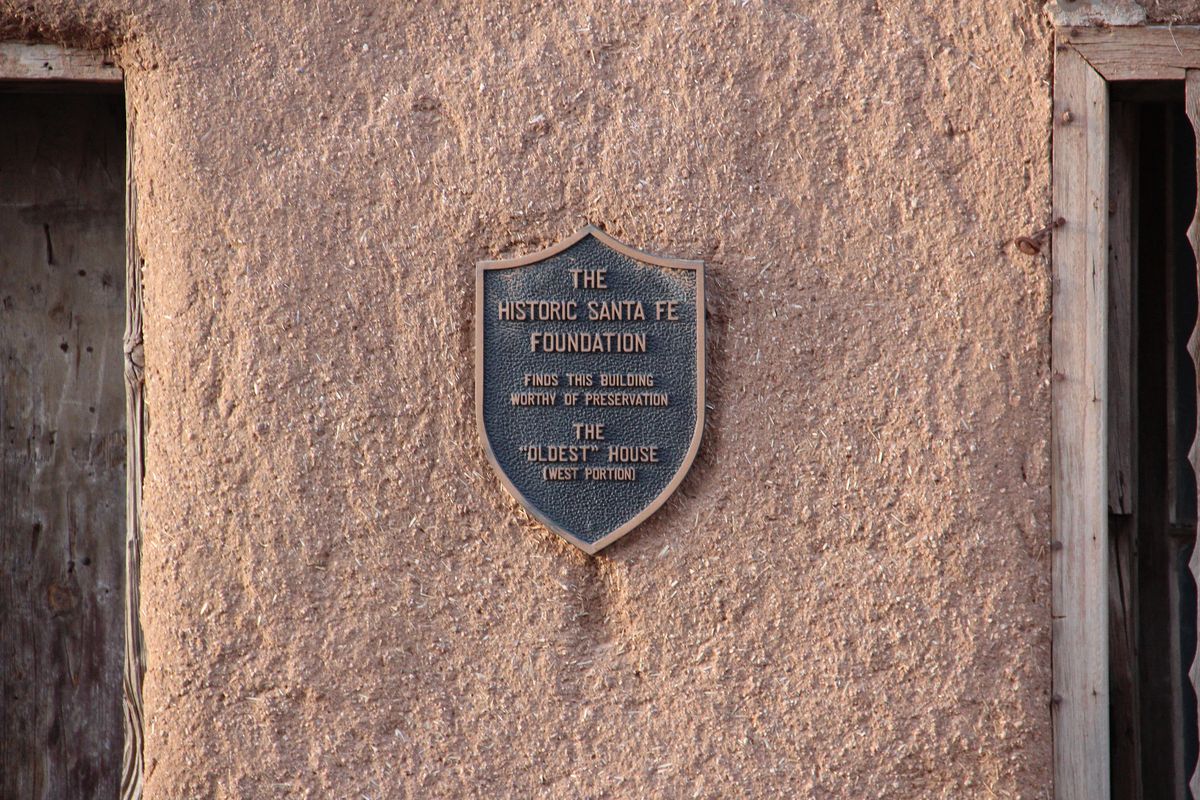 THE
HISTORIC SANTA FE
FOUNDATION
FINDS THIS BUILDING
WORTHY OF PRESERVATION
THE
“OLDEST” HOUSE
(WEST PORTION)